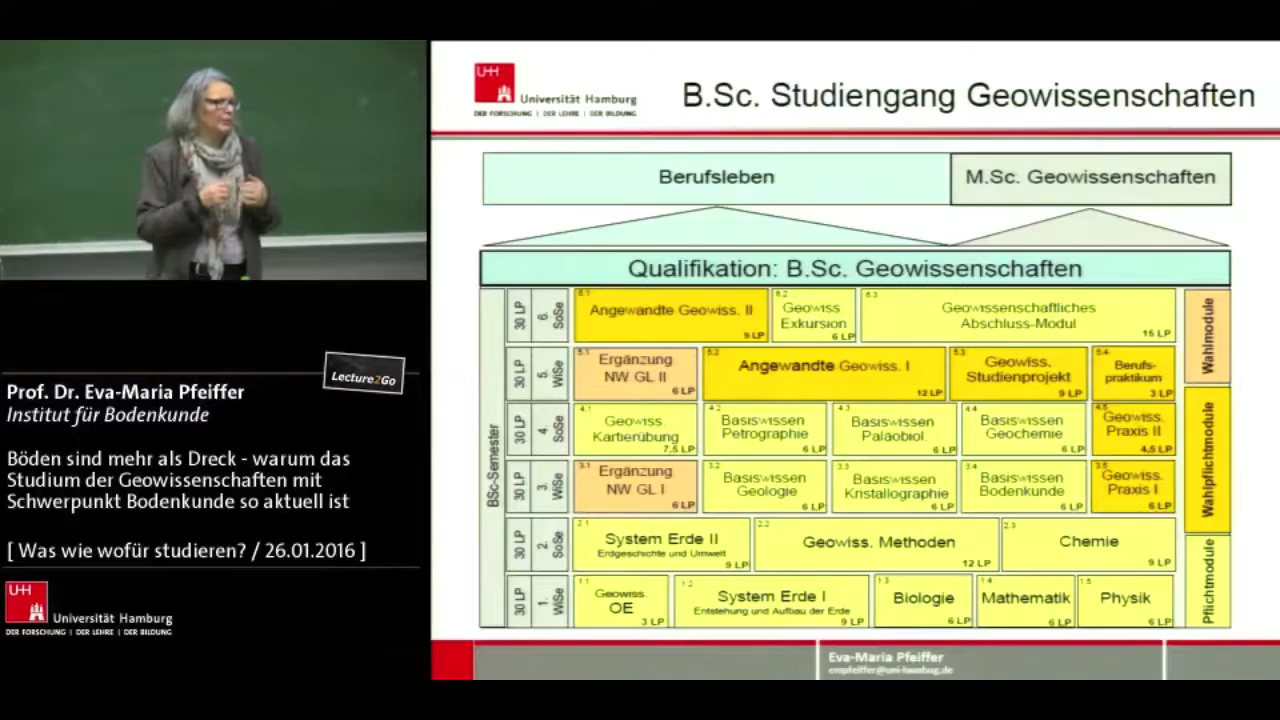 UHH
Universität Hamburg
DER FORSCHUNG | DER LEHRE | DER BILDUNG
B.Sc. Studiengang Geowissenschaften
Berufsleben
M.Sc. Geowissenschaften
Qualifikation: B.Sc. Geowissenschaften
BSc-Semester
30 LP
6. SoSe
6.1
Angewandte Geowiss. II
9 LP
6.2
Geowiss
Exkursion
6 LP
6.3
Geowissenschaftliches
Abschluss-Modul
15 LP
30 LP
5. WiSe
5.1
Ergänzung
NW GL II
6 LP
5.2
Angewandte Geowiss. I
12 LP
5.3
Geowiss.
Studienprojekt
9 LP
5.4
Berufs-
praktikum
3 LP
30 LP
4. SoSe
4.1
Geowiss.
Kartierübung
7,5 LP
4.2
Basiswissen
Petrographie
6 LP
4.3
Basiswissen
Paläobiol.
6 LP
4.4
Basiswissen
Geochemie
6 LP
4.5
Geowiss.
Praxis II
4,5 LP
30 LP
3. WiSe
3.1
Ergänzung
NW GL I
6 LP
3.2
Basiswissen
Geologie
6 LP
3.3
Basiswissen
Kristallographie
6 LP
3.4
Basiswissen
Bodenkunde
6 LP
3.5
Geowiss.
Praxis I
6 LP
30 LP
2. SoSe
2.1
System Erde II
Erdgeschichte und Umwelt
9 LP
2.2
Geowiss. Methoden
12 LP
2.3
Chemie
9 LP
30 LP
1. WiSe
1.1
Geowiss.
OE
3 LP
1.2
System Erde I
Entstehung und Aufbau der Erde
9 LP
1.3
Biologie
6 LP
1.4
Mathematik
6 LP
1.5
Physik
6 LP
Wahlmodule
Wahlpflichtmodule
Pflichtmodule
Eva-Maria Pfeiffer
empfeiffer@uni-hamburg.de
Lecture2Go
Prof. Dr. Eva-Maria Pfeiffer
Institut für Bodenkunde
Böden sind mehr als Dreck - warum das
Studium der Geowissenschaften mit
Schwerpunkt Bodenkunde so aktuell ist
[ Was wie wofür studieren? / 26.01.2016 ]
UHH
Universität Hamburg
DER FORSCHUNG | DER LEHRE | DER BILDUNG